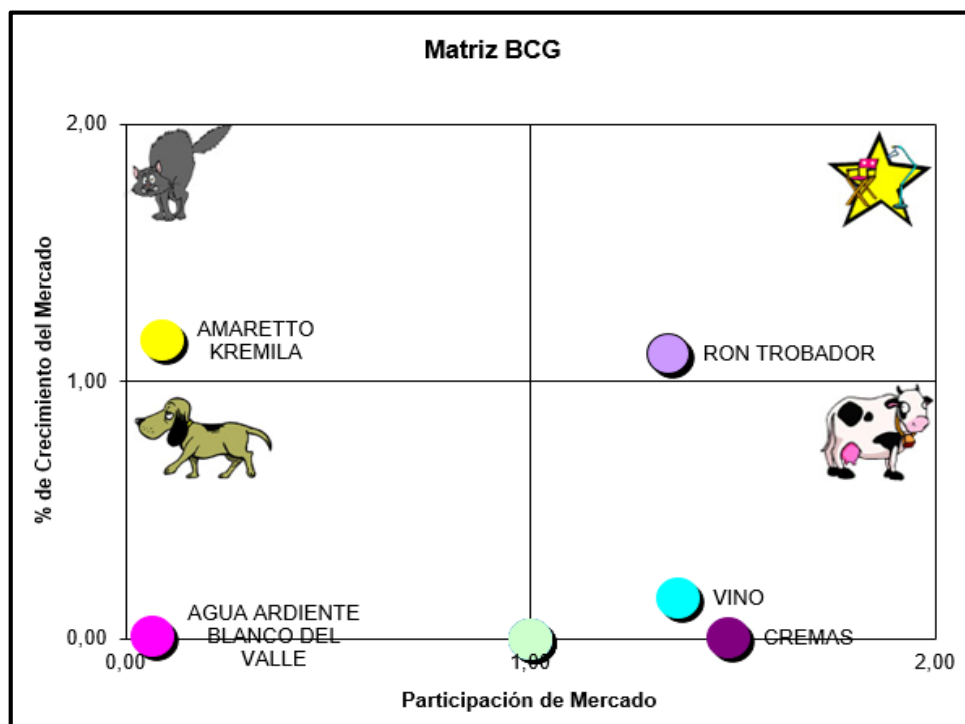 Matriz BCG
2,00
AMARETTO
KREMILA
RON TROBADOR
1,00
% de Crecimiento del Mercado
AGUA ARDIENTE
BLANCO DEL
VALLE
VINO
CREMAS
0,00
0,00
1,00
2,00
Participación de Mercado